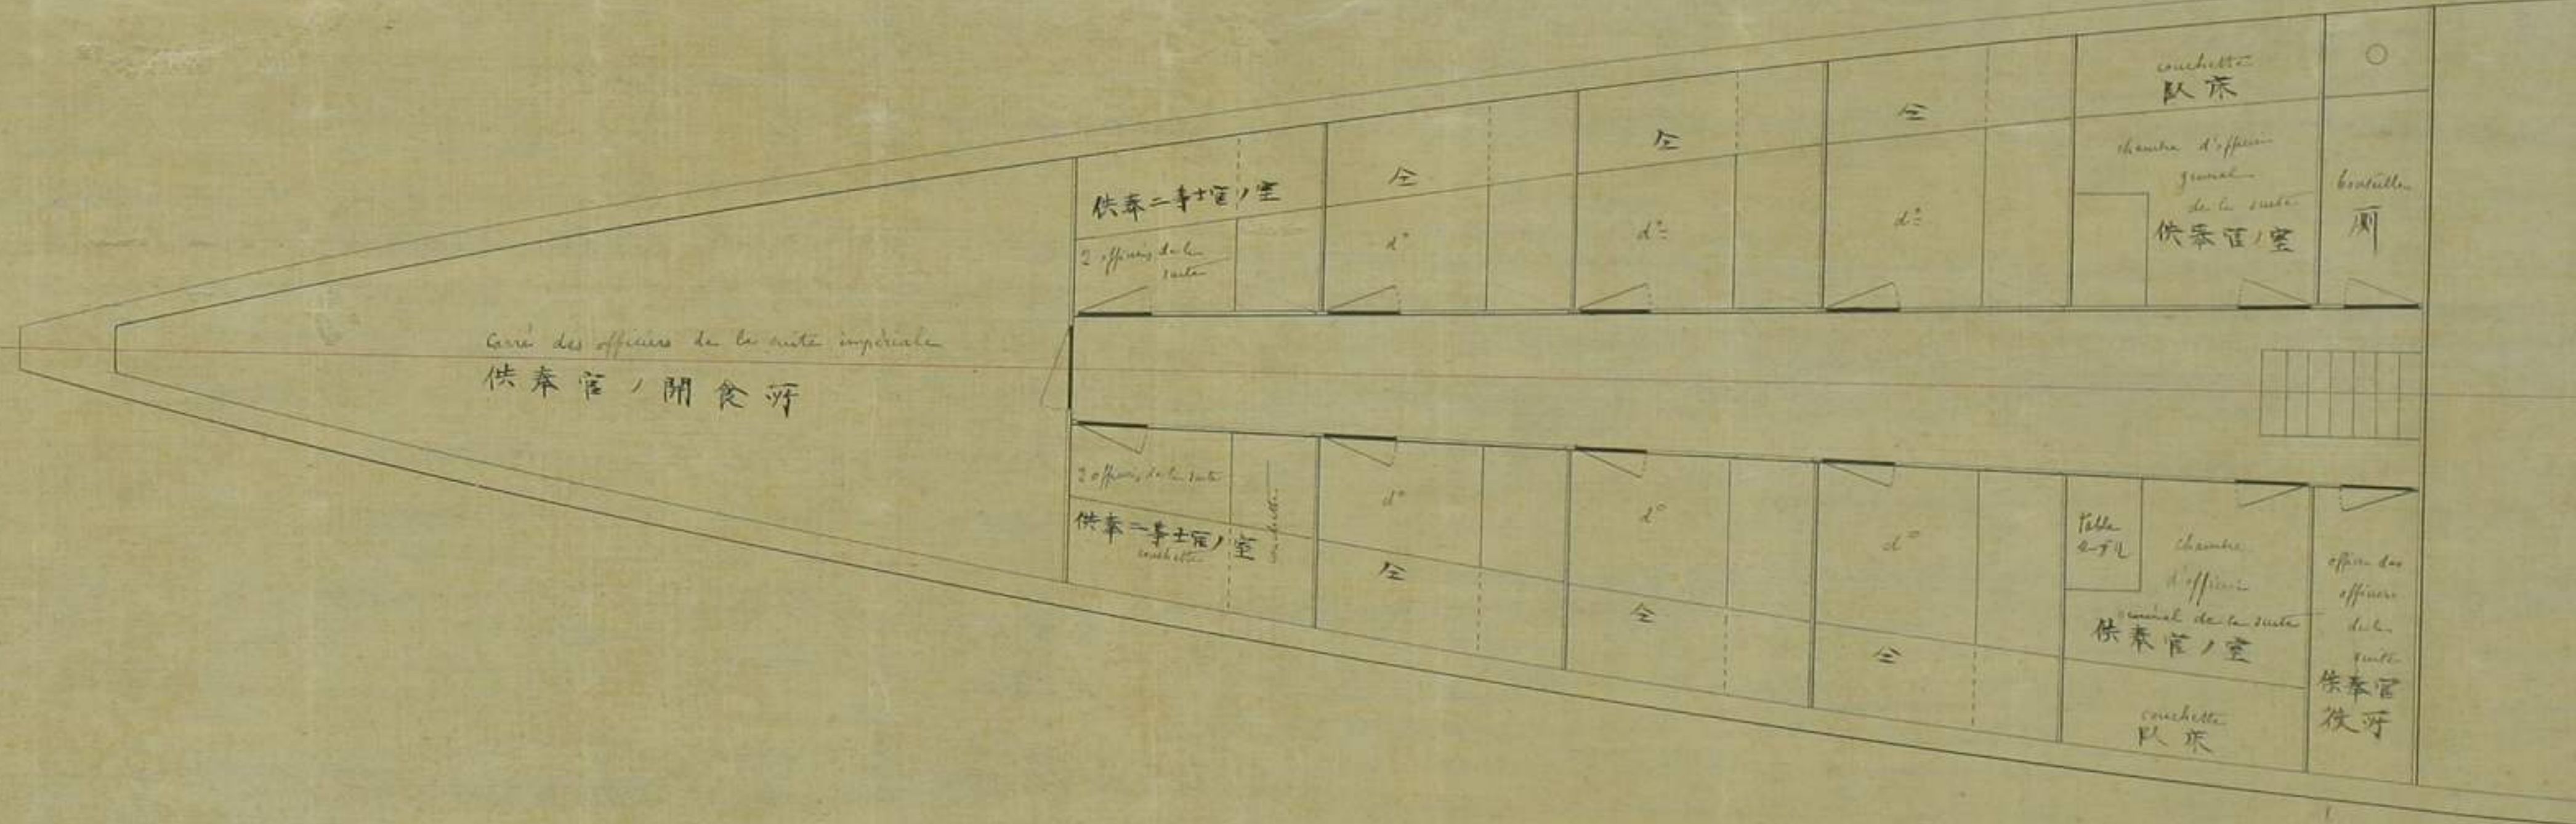 Carré des officiers de la suite impériale
供奉官ノ開食所
供奉二等士官ノ室
2 officiers de la
suite
仝
d°
仝
d°
仝
d°
couchette
臥床
chambre d'officier
général
de la suite
供奉官ノ室
bouteille
厠
2 officiers de la suite
供奉二等士官ノ室
couchette
couchette
d°
仝
d°
仝
d°
仝
table
ターブル
chambre
d'officier
général de la suite
供奉官ノ室
couchette
臥床
office des
officiers
de la
suite
供奉官